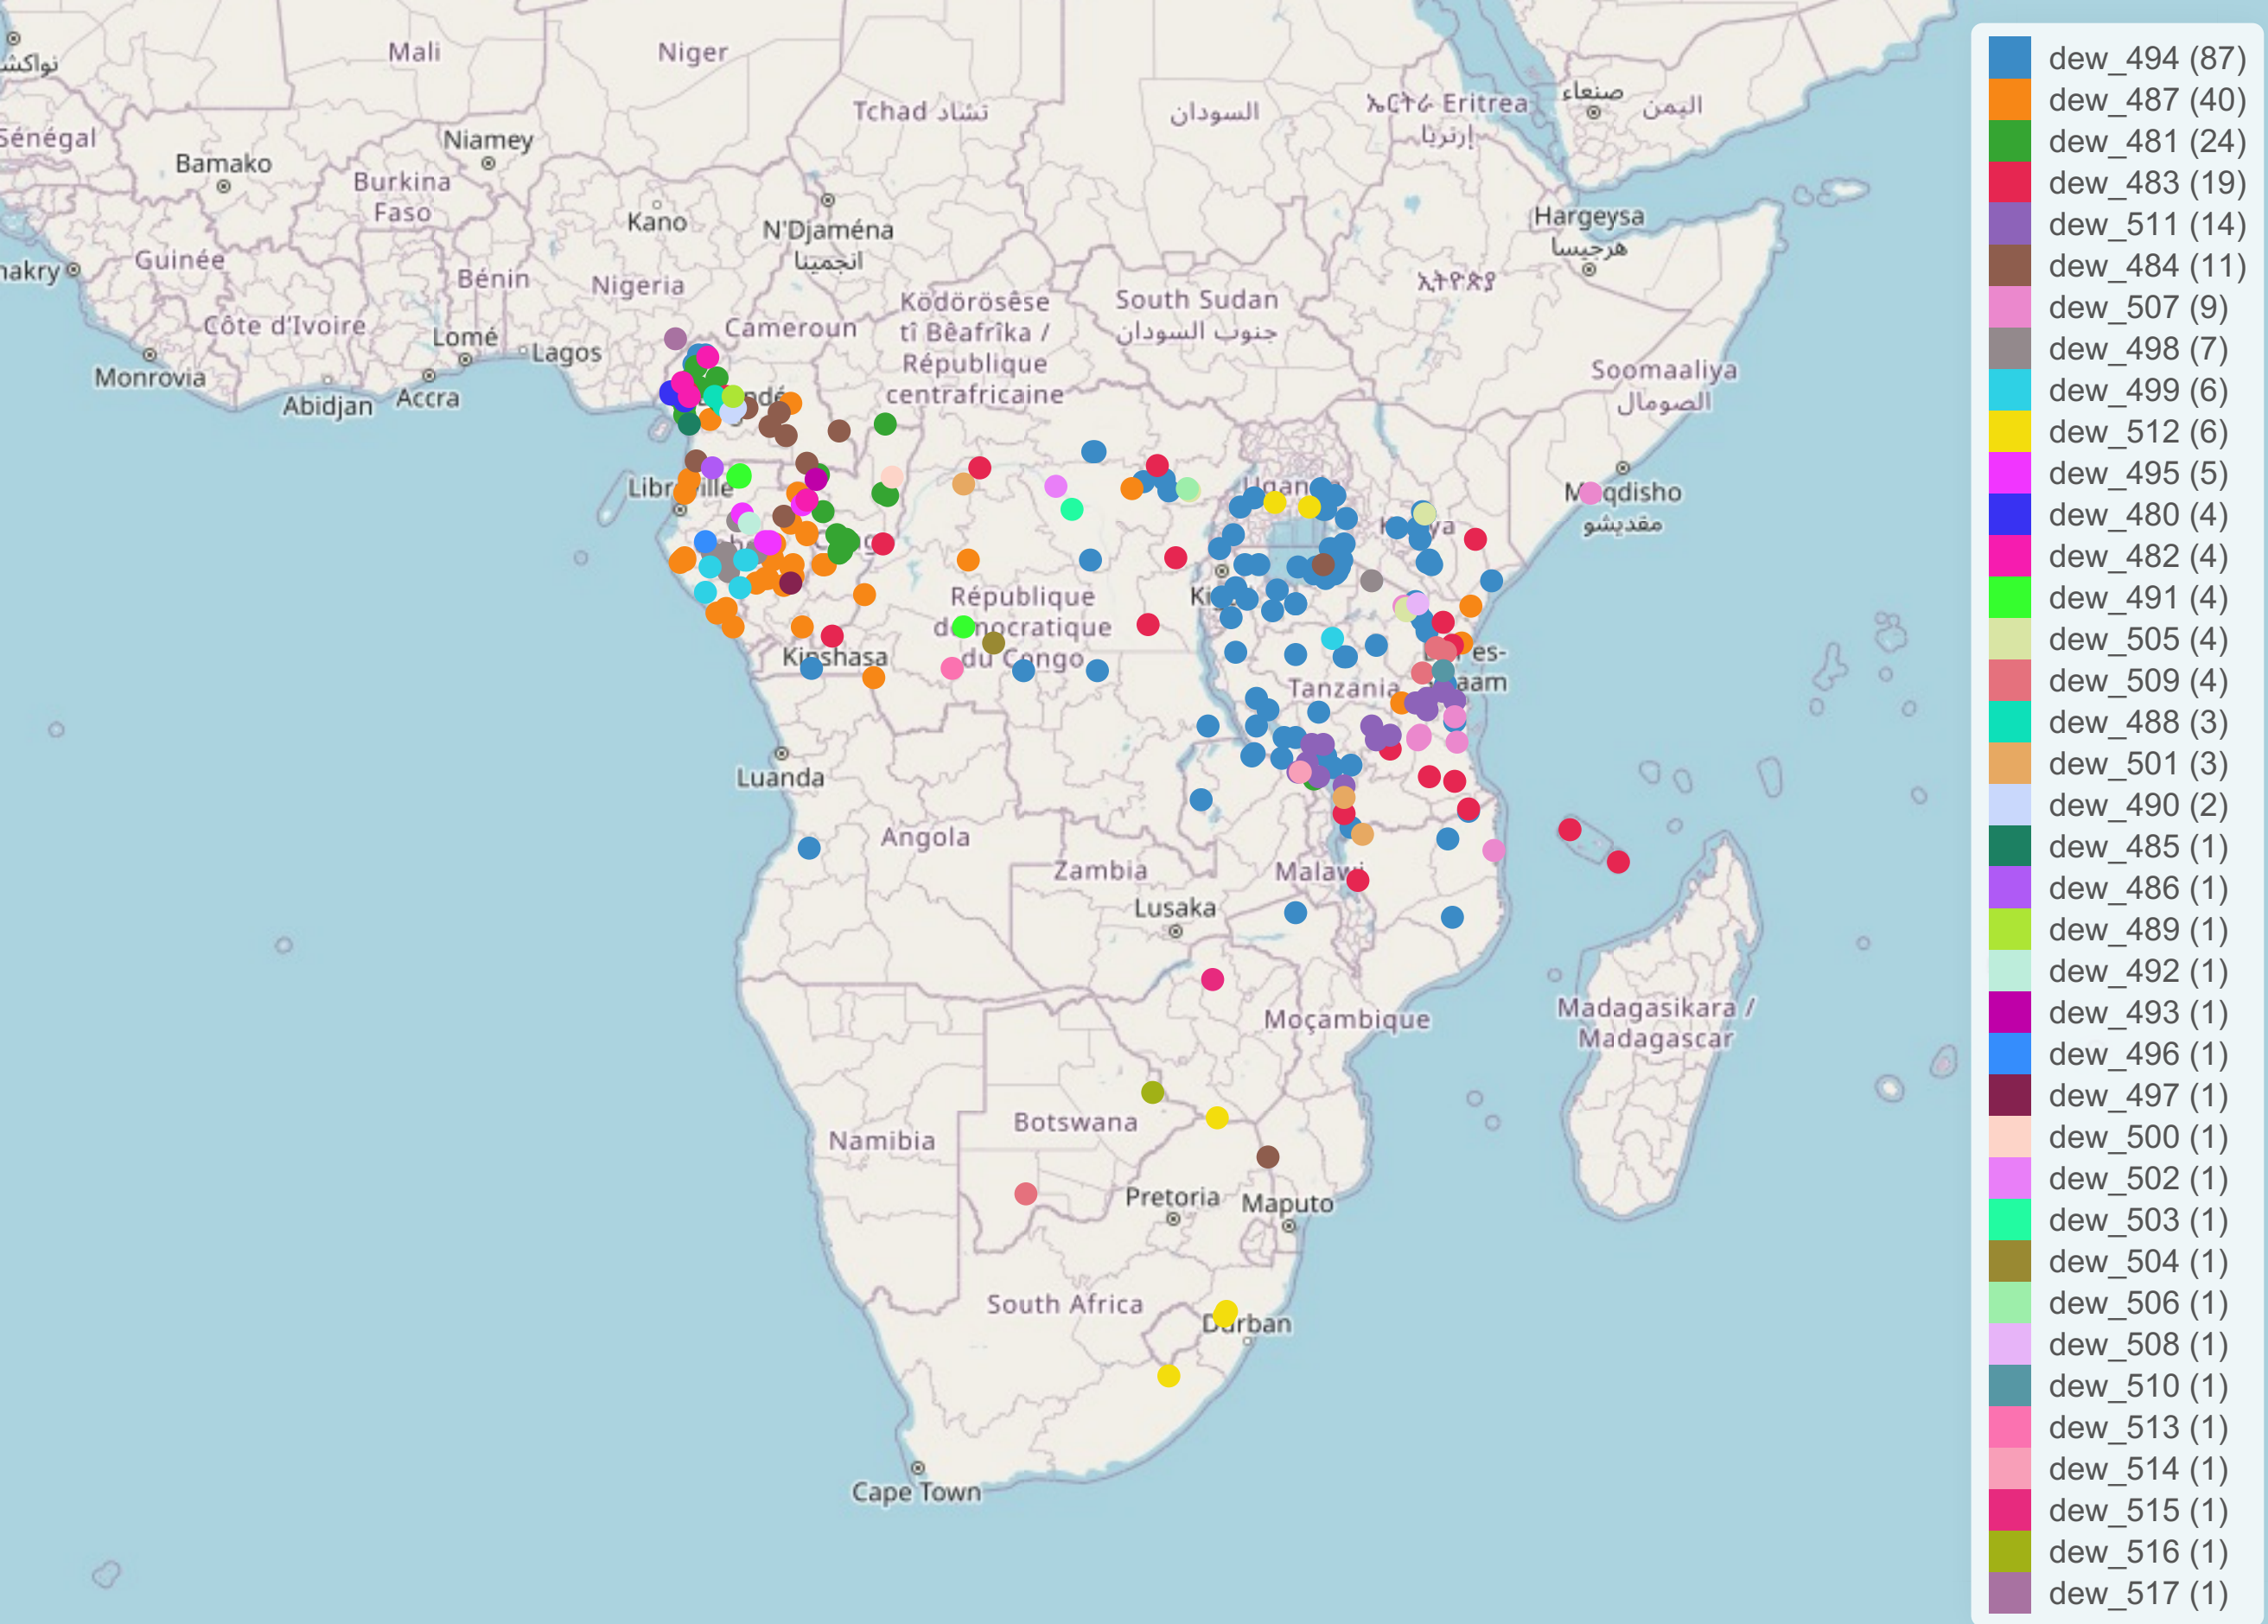 نواكش
Mali
Niger
Tchad تشاد
السودان
ኤርትራ Eritrea
إرتريا
صنعاء
اليمن
Sénégal
Bamako
Niamey
Burkina
Faso
Kano
N'Djaména
انجمينا
Hargeysa
هرجيسا
nakry
Guinée
Bénin
Nigeria
Ködörösêse
tî Bêafrîka /
République
centrafricaine
South Sudan
جنوب السودان
ኢትዮጵያ
Côte d'Ivoire
Lomé
Lagos
Cameroun
Monrovia
Abidjan
Accra
Soomaaliya
الصومال
Muqdisho
مقديشو
République
démocratique
du Congo
Kinshasa
Tanzania
Luanda
Angola
Zambia
Malawi
Lusaka
Moçambique
Madagasikara /
Madagascar
Namibia
Botswana
Pretoria
Maputo
South Africa
Durban
Cape Town
dew_494 (87)
dew_487 (40)
dew_481 (24)
dew_483 (19)
dew_511 (14)
dew_484 (11)
dew_507 (9)
dew_498 (7)
dew_499 (6)
dew_512 (6)
dew_495 (5)
dew_480 (4)
dew_482 (4)
dew_491 (4)
dew_505 (4)
dew_509 (4)
dew_488 (3)
dew_501 (3)
dew_490 (2)
dew_485 (1)
dew_486 (1)
dew_489 (1)
dew_492 (1)
dew_493 (1)
dew_496 (1)
dew_497 (1)
dew_500 (1)
dew_502 (1)
dew_503 (1)
dew_504 (1)
dew_506 (1)
dew_508 (1)
dew_510 (1)
dew_513 (1)
dew_514 (1)
dew_515 (1)
dew_516 (1)
dew_517 (1)